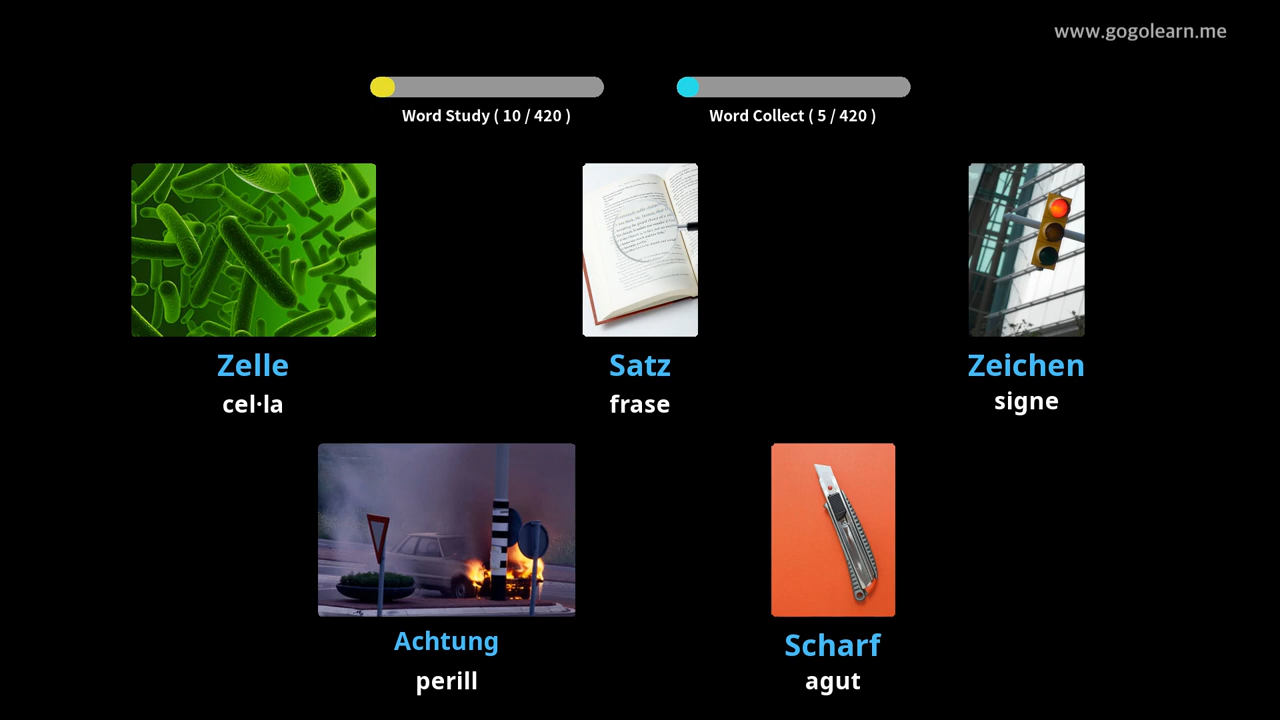 www.gogolearn.me
Word Study ( 10 / 420 )
Word Collect ( 5 / 420 )
Zelle
cel·la
Satz
frase
Zeichen
signe
Achtung
perill
Scharf
agut